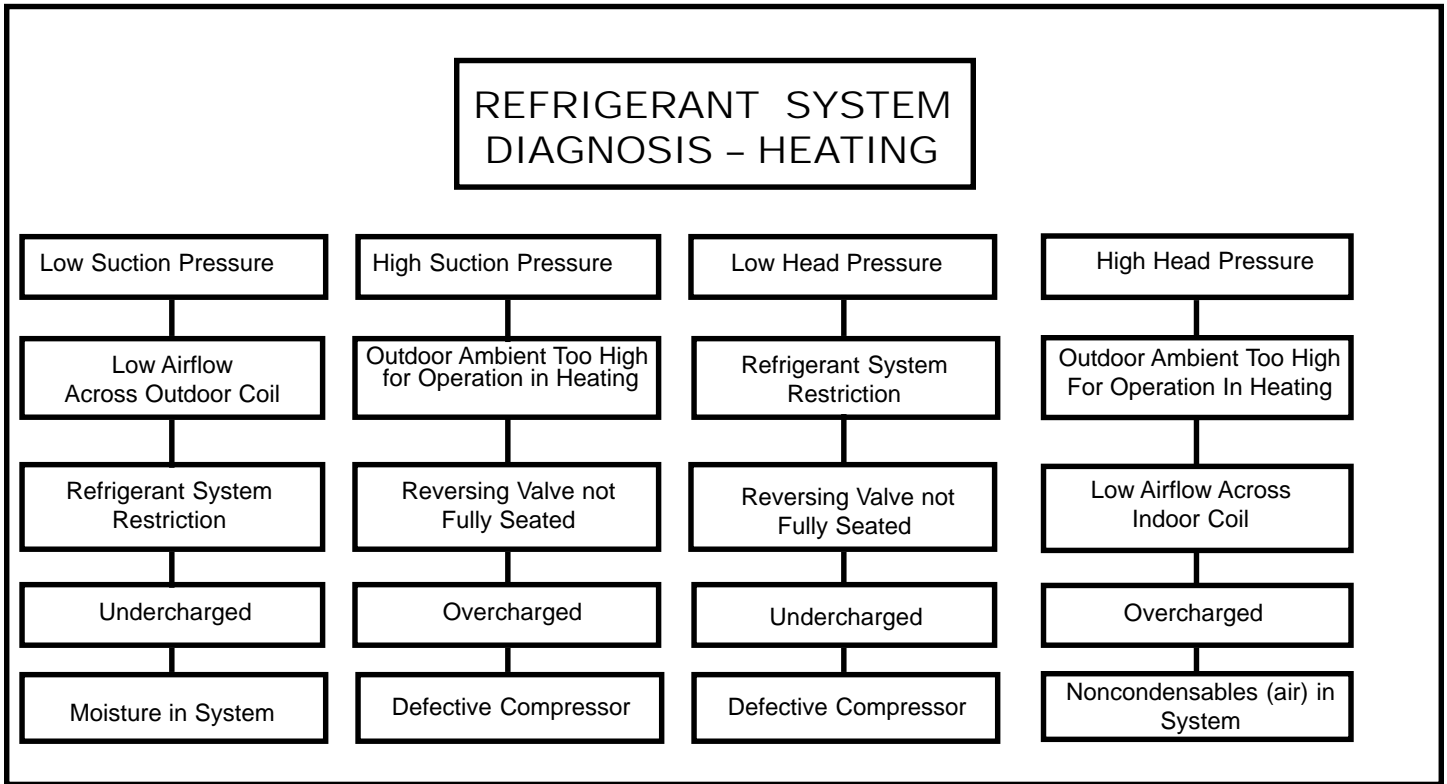 REFRIGERANT SYSTEM
DIAGNOSIS – HEATING
Low Suction Pressure
Low Airflow
Across Outdoor Coil
Refrigerant System
Restriction
Undercharged
Moisture in System
High Suction Pressure
Outdoor Ambient Too High
for Operation in Heating
Reversing Valve not
Fully Seated
Overcharged
Defective Compressor
Low Head Pressure
Refrigerant System
Restriction
Reversing Valve not
Fully Seated
Undercharged
Defective Compressor
High Head Pressure
Outdoor Ambient Too High
For Operation In Heating
Low Airflow Across
Indoor Coil
Overcharged
Noncondensables (air) in
System